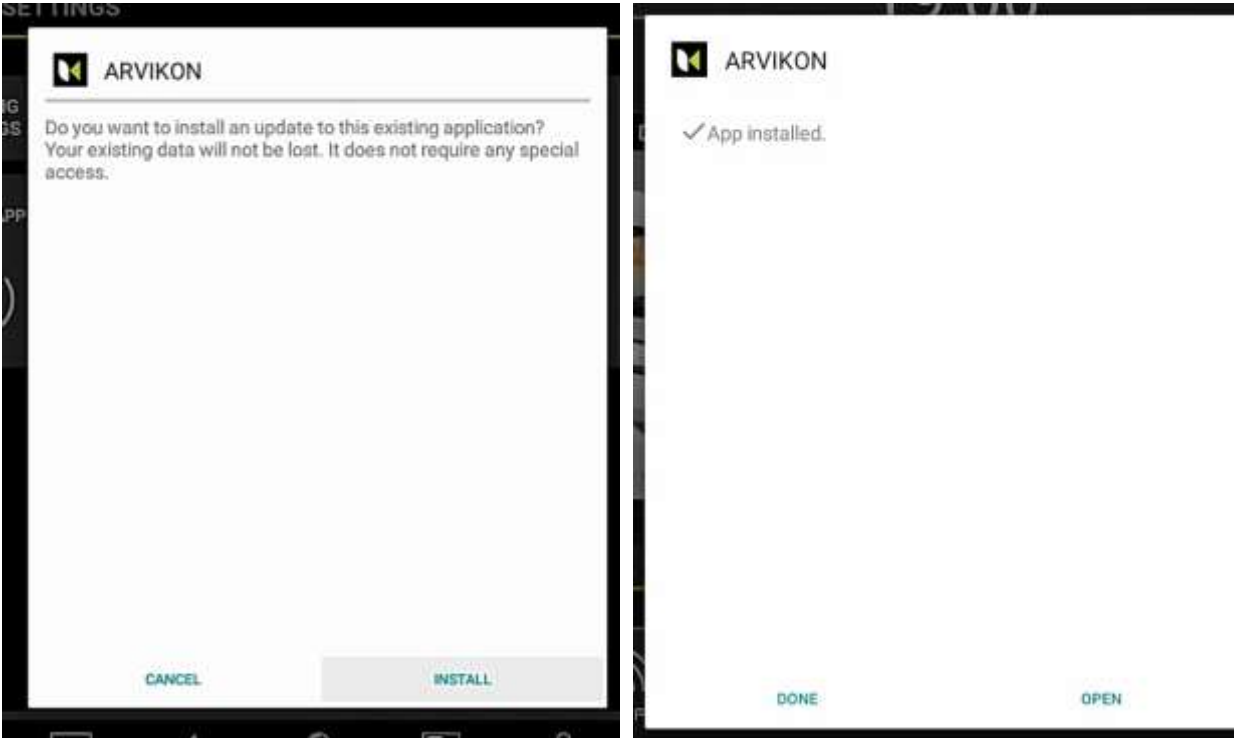 SETTINGS
ARVIKON
Do you want to install an update to this existing application?
Your existing data will not be lost. It does not require any special
access.
CANCEL
INSTALL
ARVIKON
App installed.
DONE
OPEN